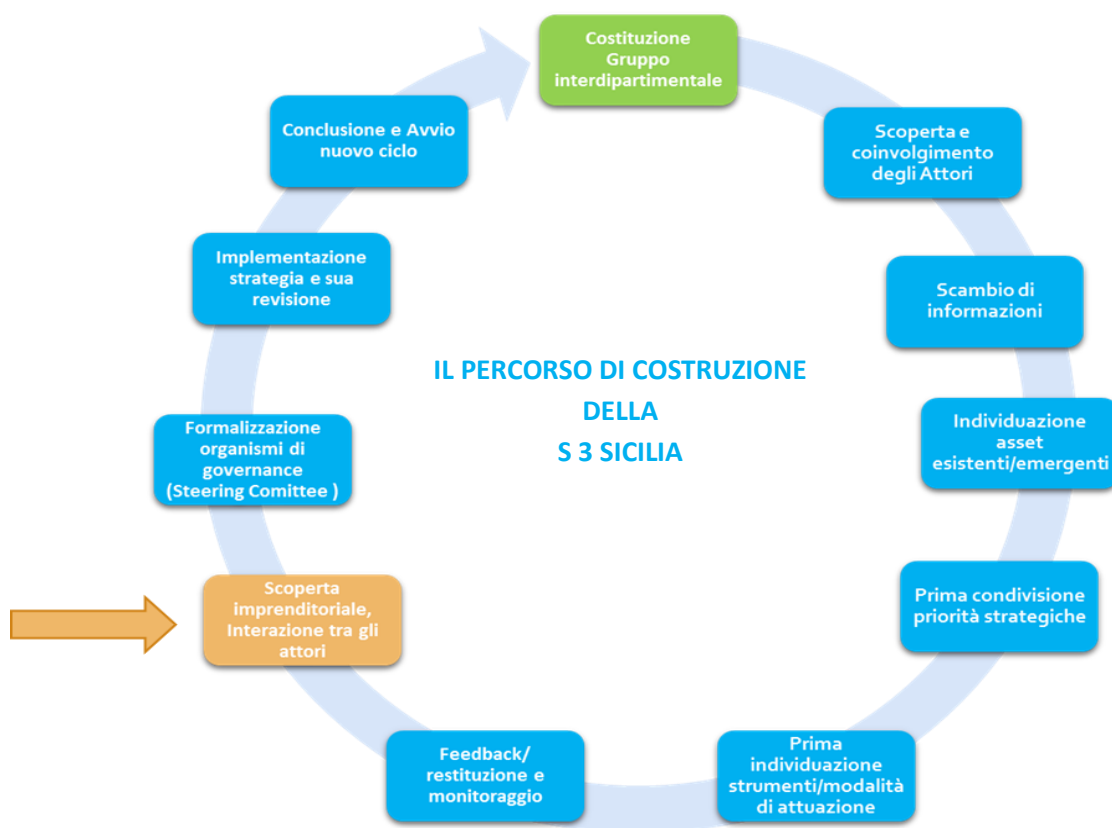 Costituzione
Gruppo
interdipartimentale
Scoperta e
coinvolgimento
degli Attori
Scambio di
informazioni
Individuazione
asset
esistenti/emergenti
Prima condivisione
priorità strategiche
Prima
individuazione
strumenti/modalità
di attuazione
Feedback/
restituzione e
monitoraggio
Scoperta
imprenditoriale,
Interazione tra gli
attori
Formalizzazione
organismi di
governance
(Steering Comittee )
Implementazione
strategia e sua
revisione
Conclusione e Avvio
nuovo ciclo
IL PERCORSO DI COSTRUZIONE
DELLA
S 3 SICILIA